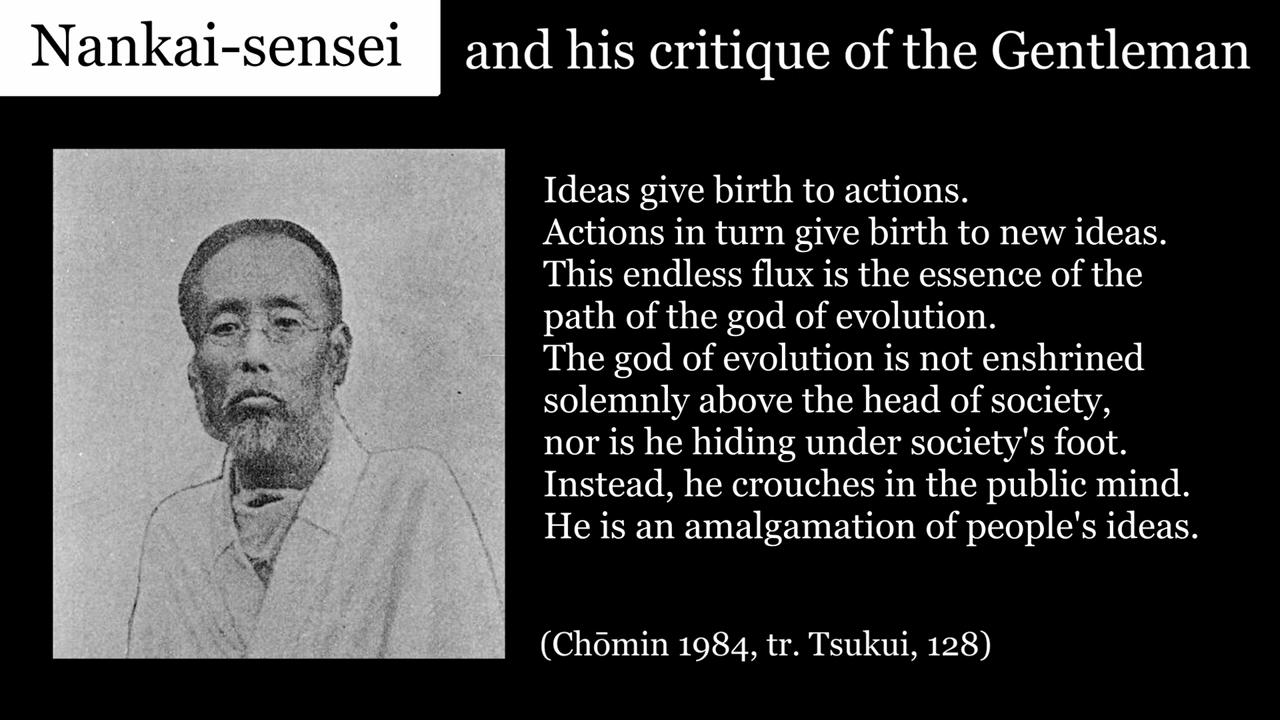 Nankai-sensei and his critique of the Gentleman
Ideas give birth to actions.
Actions in turn give birth to new ideas.
This endless flux is the essence of the
path of the god of evolution.
The god of evolution is not enshrined
solemnly above the head of society,
nor is he hiding under society's foot.
Instead, he crouches in the public mind.
He is an amalgamation of people's ideas.
(Chōmin 1984, tr. Tsukui, 128)